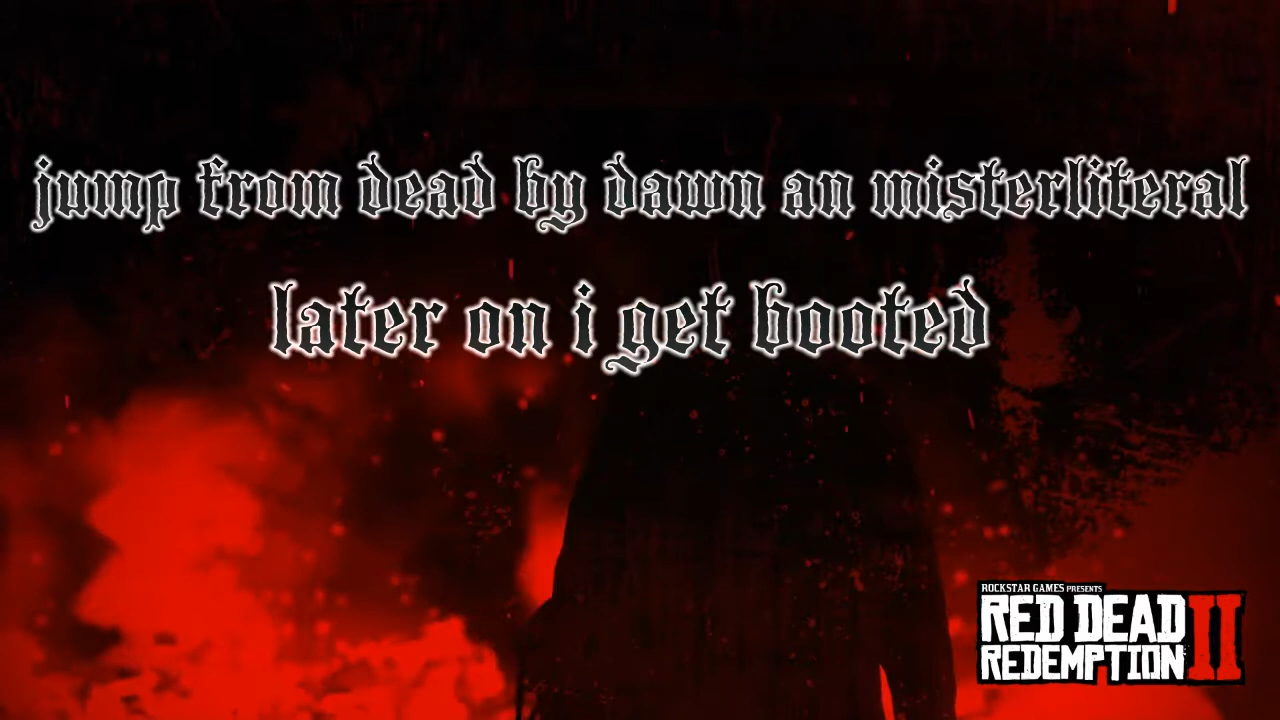 jump from dead by dawn an misterliteral
later on i get booted
ROCKSTAR GAMES PRESENTS
RED DEAD
REDEMPTION II